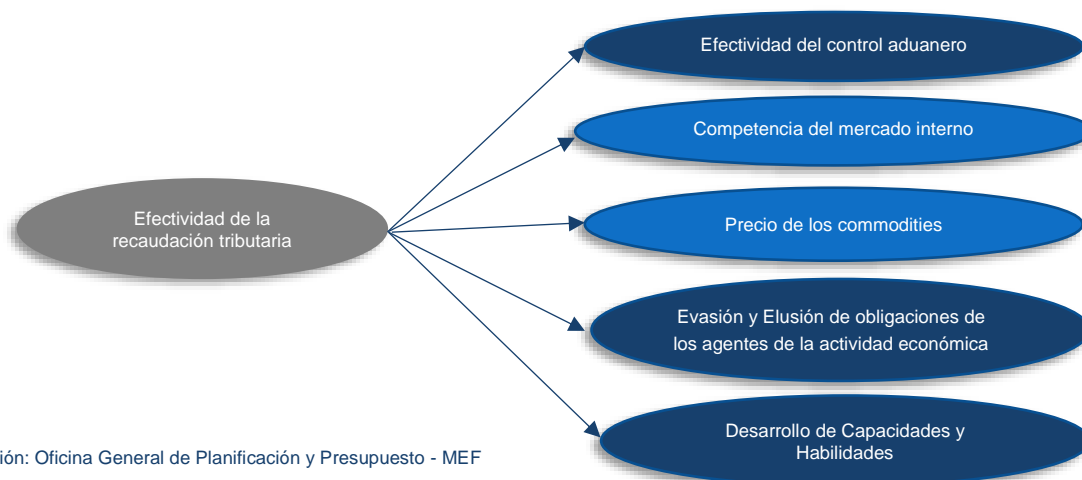 Efectividad del control aduanero
Competencia del mercado interno
Efectividad de la
recaudación tributaria
Precio de los commodities
Evasión y Elusión de obligaciones de
los agentes de la actividad económica
Desarrollo de Capacidades y
Habilidades
ión: Oficina General de Planificación y Presupuesto - MEF